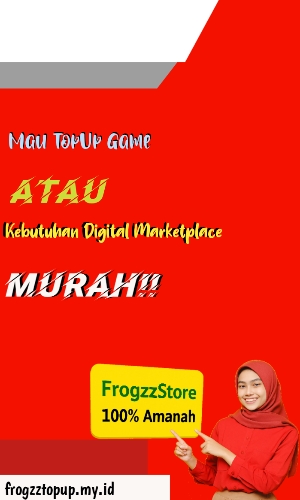 Mau TopUp Game
ATAU
Kebutuhan Digital Marketplace
MURAH!!
FrogzzStore
100% Amanah
frogzztopup.my.id